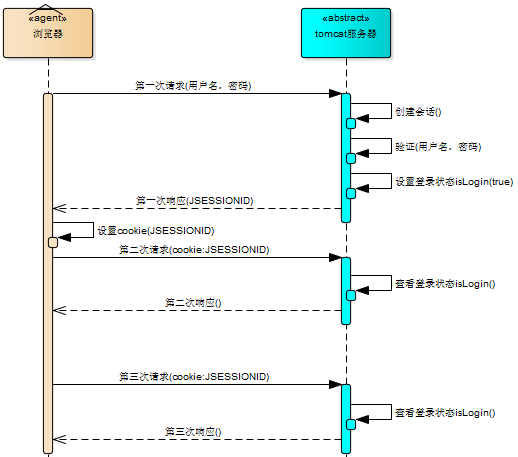 «agent»
浏览器
«abstract»
tomcat服务器
第一次请求(用户名，密码)
创建会话()
验证(用户名，密码)
设置登录状态isLogin(true)
第一次响应(JSESSIONID)
设置cookie(JSESSIONID)
第二次请求(cookie:JSESSIONID)
查看登录状态isLogin()
第二次响应()
第三次请求(cookie:JSESSIONID)
查看登录状态isLogin()
第三次响应()